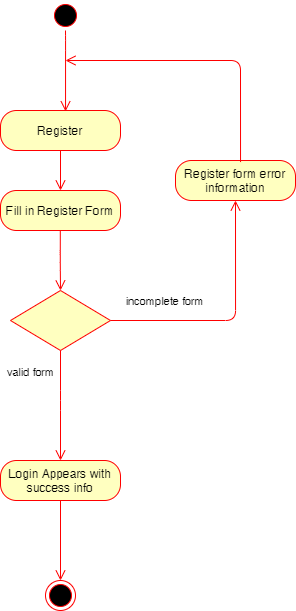 Register
Register form error
information
Fill in Register Form
incomplete form
valid form
Login Appears with
success info